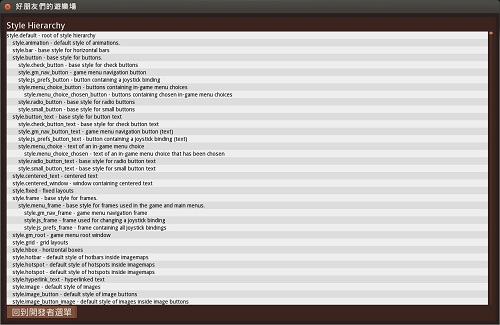 好朋友們的遊樂場
Style Hierarchy
style.default - root of style hierarchy
style.animation - default style of animations.
style.bar - base style for horizontal bars
style.button - base style for buttons.
style.check_button - base style for check buttons
style.gm_nav_button - game menu navigation button
style.js_prefs_button - button containing a joystick binding
style.menu_choice_button - buttons containing in-game menu choices
style.menu_choice_chosen_button - buttons containing chosen in-game menu choices
style.radio_button - base style for radio buttons
style.small_button - base style for small buttons
style.button_text - base style for button text
style.check_button_text - base style for check button text
style.gm_nav_button_text - game menu navigation button (text)
style.js_prefs_button_text - button containing a joystick binding (text)
style.menu_choice - text of an in-game menu choice
style.menu_choice_chosen - text of an in-game menu choice that has been chosen
style.radio_button_text - base style for radio button text
style.small_button_text - base style for small button text
style.centered_text - centered text
style.centered_window - window containing centered text
style.fixed - fixed layouts
style.frame - base style for frames.
style.menu_frame - base style for frames used in the game and main menus.
style.gm_nav_frame - game menu navigation frame
style.js_frame - frame used for changing a joystick binding
style.js_prefs_frame - frame containing all joystick bindings
style.gm_root - game menu root window
style.grid - grid layouts
style.hbox - horizontal boxes
style.hotbar - default style of hotbars inside imagemaps
style.hotspot - default style of hotspots inside imagemaps
style.hotspot - default style of hotspots inside imagemaps
style.hyperlink_text - hyperlinked text
style.image - default style of images
style.image_button - default style of image buttons
style.image_button_image - default style of images inside image buttons
回到開發者選單